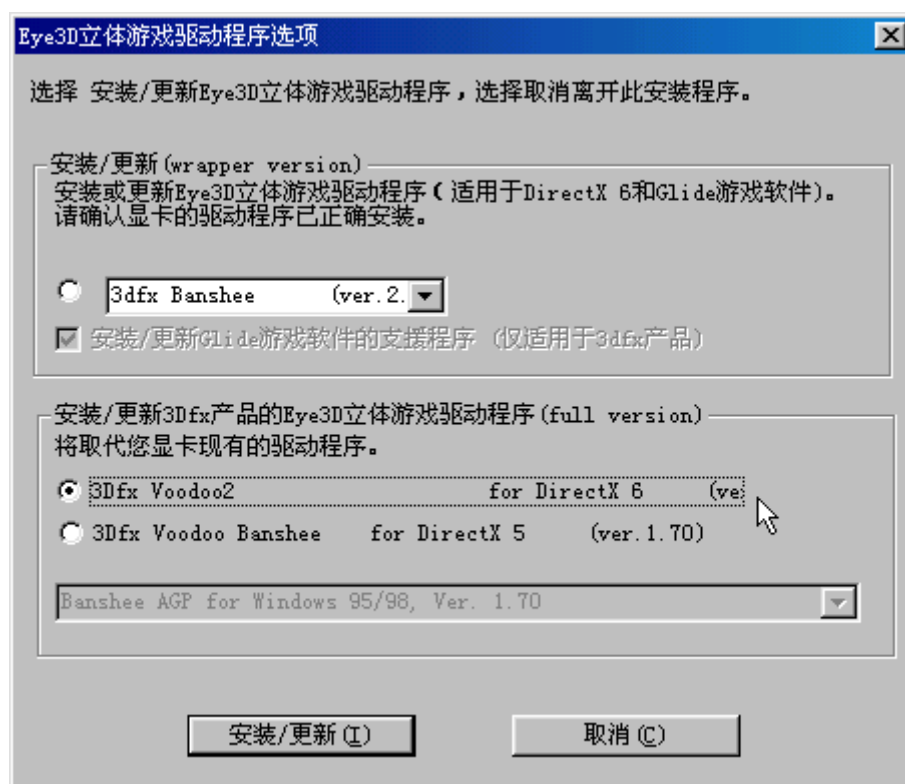 Eye3D立体游戏驱动程序选项
选择 安装/更新Eye3D立体游戏驱动程序，选择取消离开此安装程序。
安装/更新(wrapper version)
安装或更新Eye3D立体游戏驱动程序( 适用于DirectX 6和Glide游戏软件)。
请确认显卡的驱动程序已正确安装。
3dfx Banshee (ver.2.
安装/更新Glide游戏软件的支援程序 (仅适用于3dfx产品)
安装/更新3Dfx产品的Eye3D立体游戏驱动程序(full version)
将取代您显卡现有的驱动程序。
3Dfx Voodoo2 for DirectX 6 (ve
3Dfx Voodoo Banshee for DirectX 5 (ver.1.70)
Banshee AGP for Windows 95/98, Ver. 1.70
安装/更新(I) 取消(C)